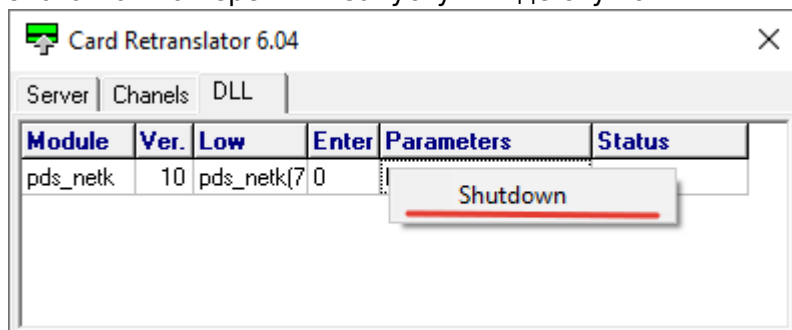 Card Retranslator 6.04
Server Chanels DLL
Module Ver. Low Enter Parameters Status
pds_netk 10 pds_netk(7 0
Shutdown